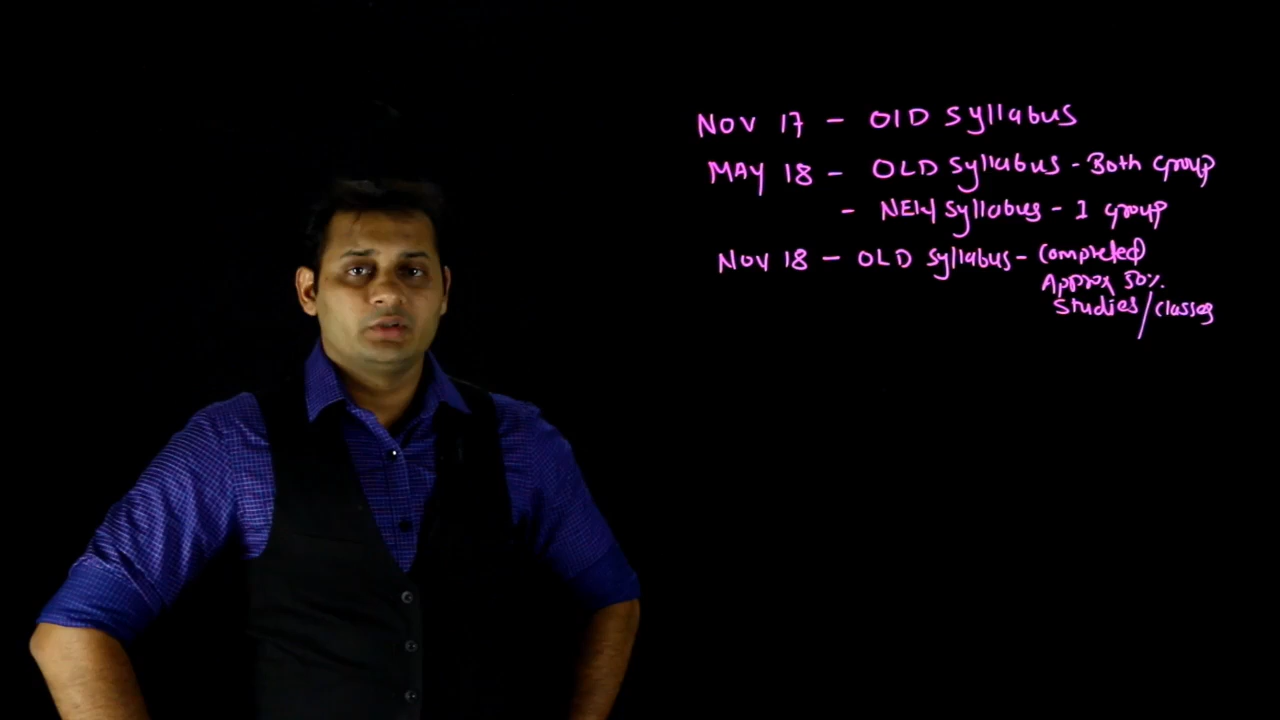 NOV 17 - OlD syllabus
MAY 18 - OLD syllabus - Both group
- NEW syllabus - 1 group
Nov 18 - OLD syllabus - Completed
Approx 50%
Studies/classes